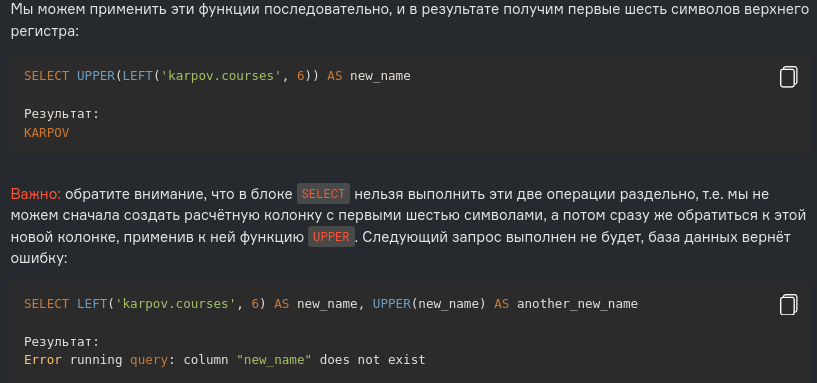 Мы можем применить эти функции последовательно, и в результате получим первые шесть символов верхнего
регистра:
SELECT UPPER(LEFT('karpov.courses', 6)) AS new_name
Результат:
KARPOV
Важно: обратите внимание, что в блоке SELECT нельзя выполнить эти две операции раздельно, т.е. мы не
можем сначала создать расчётную колонку с первыми шестью символами, а потом сразу же обратиться к этой
новой колонке, применив к ней функцию UPPER. Следующий запрос выполнен не будет, база данных вернёт
ошибку:
SELECT LEFT('karpov.courses', 6) AS new_name, UPPER(new_name) AS another_new_name
Результат:
Error running query: column "new_name" does not exist